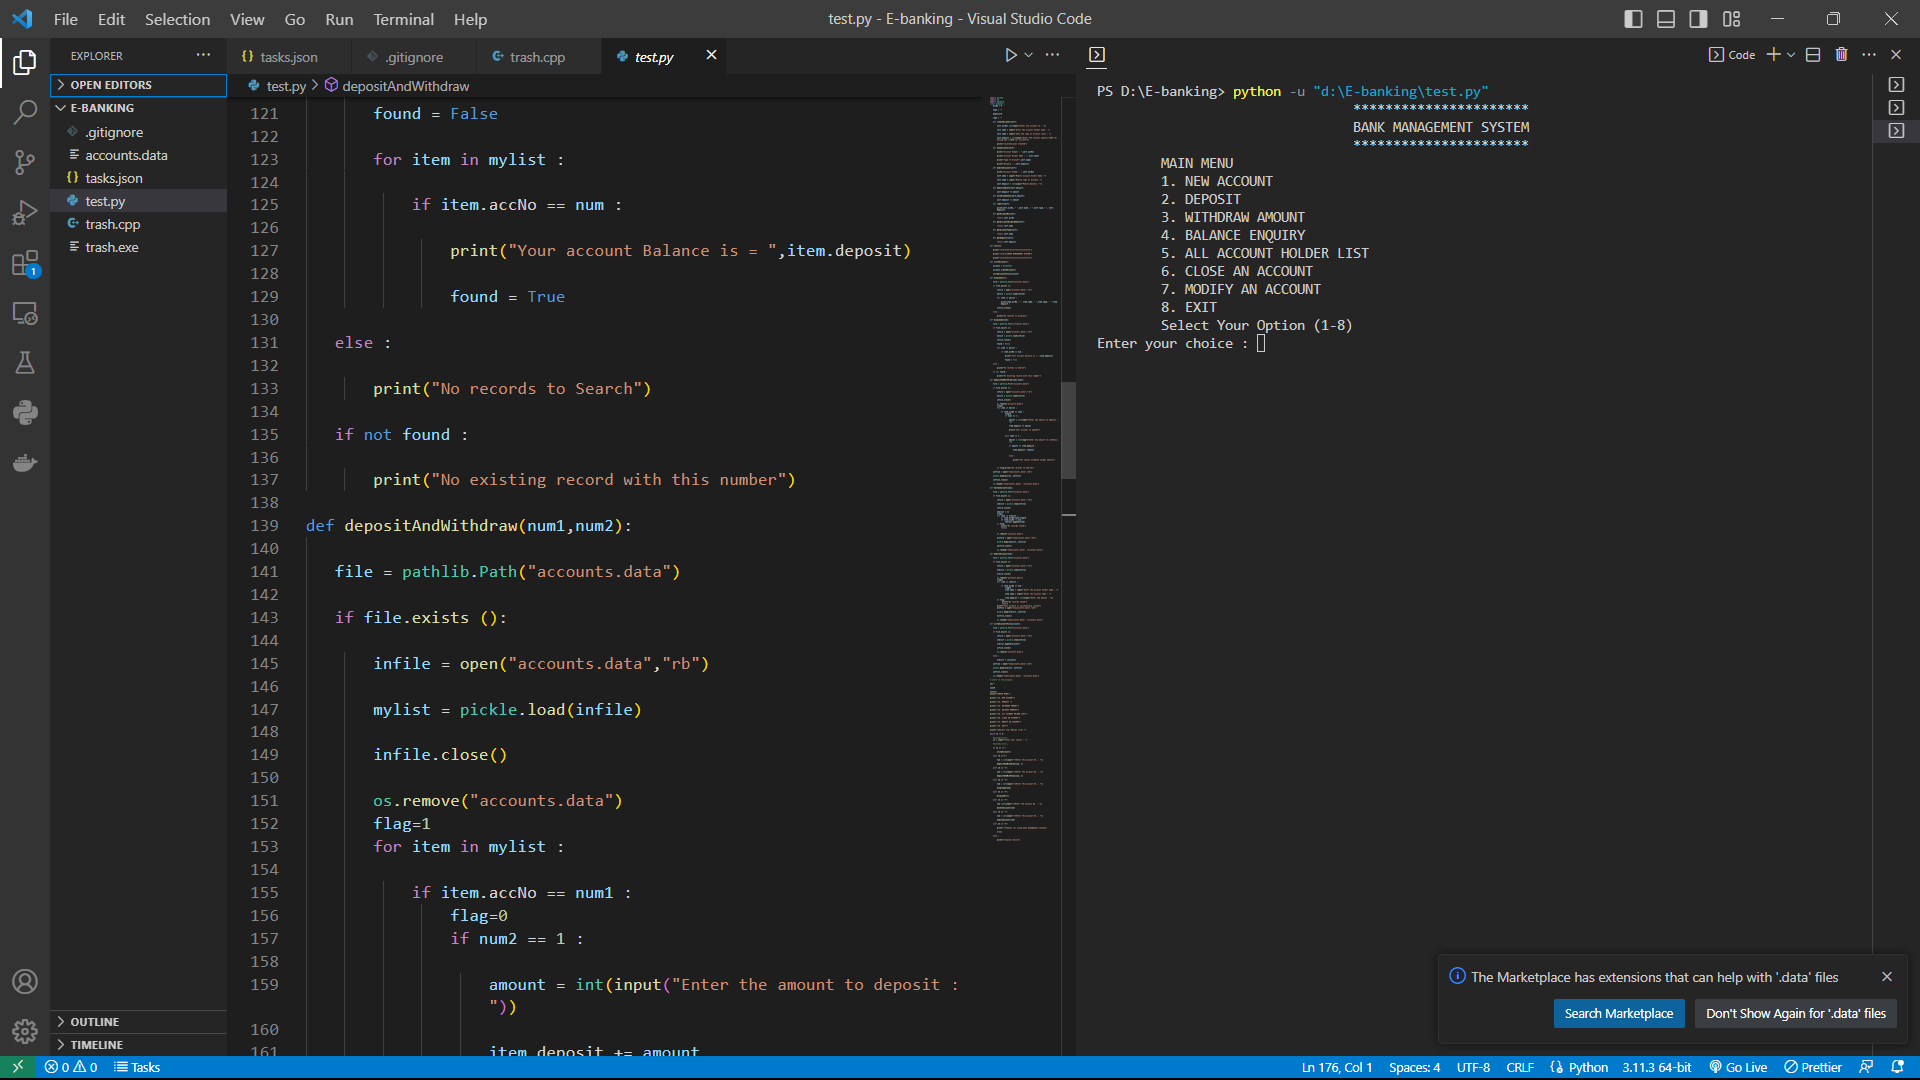 File Edit Selection View Go Run Terminal Help
test.py - E-banking - Visual Studio Code
EXPLORER
OPEN EDITORS
E-BANKING
.gitignore
accounts.data
tasks.json
test.py
trash.cpp
trash.exe
OUTLINE
TIMELINE
1
tasks.json .gitignore trash.cpp test.py
test.py > depositAndWithdraw
121 found = False
122
123 for item in mylist :
124
125 if item.accNo == num :
126
127 print("Your account Balance is = ",item.deposit)
128
129 found = True
130
131 else :
132
133 print("No records to Search")
134
135 if not found :
136
137 print("No existing record with this number")
138
139 def depositAndWithdraw(num1,num2):
140
141 file = pathlib.Path("accounts.data")
142
143 if file.exists ():
144
145 infile = open("accounts.data","rb")
146
147 mylist = pickle.load(infile)
148
149 infile.close()
150
151 os.remove("accounts.data")
152 flag=1
153 for item in mylist :
154
155 if item.accNo == num1 :
156 flag=0
157 if num2 == 1 :
158
159 amount = int(input("Enter the amount to deposit :
"))
160
161 item.deposit += amount
Code
PS D:\E-banking> python -u "d:\E-banking\test.py"
**********************
BANK MANAGEMENT SYSTEM
**********************
MAIN MENU
1. NEW ACCOUNT
2. DEPOSIT
3. WITHDRAW AMOUNT
4. BALANCE ENQUIRY
5. ALL ACCOUNT HOLDER LIST
6. CLOSE AN ACCOUNT
7. MODIFY AN ACCOUNT
8. EXIT
Select Your Option (1-8)
Enter your choice :
The Marketplace has extensions that can help with '.data' files
Search Marketplace
Don't Show Again for '.data' files
0 0 Tasks
Ln 176, Col 1 Spaces: 4 UTF-8 CRLF Python 3.11.3 64-bit Go Live Prettier